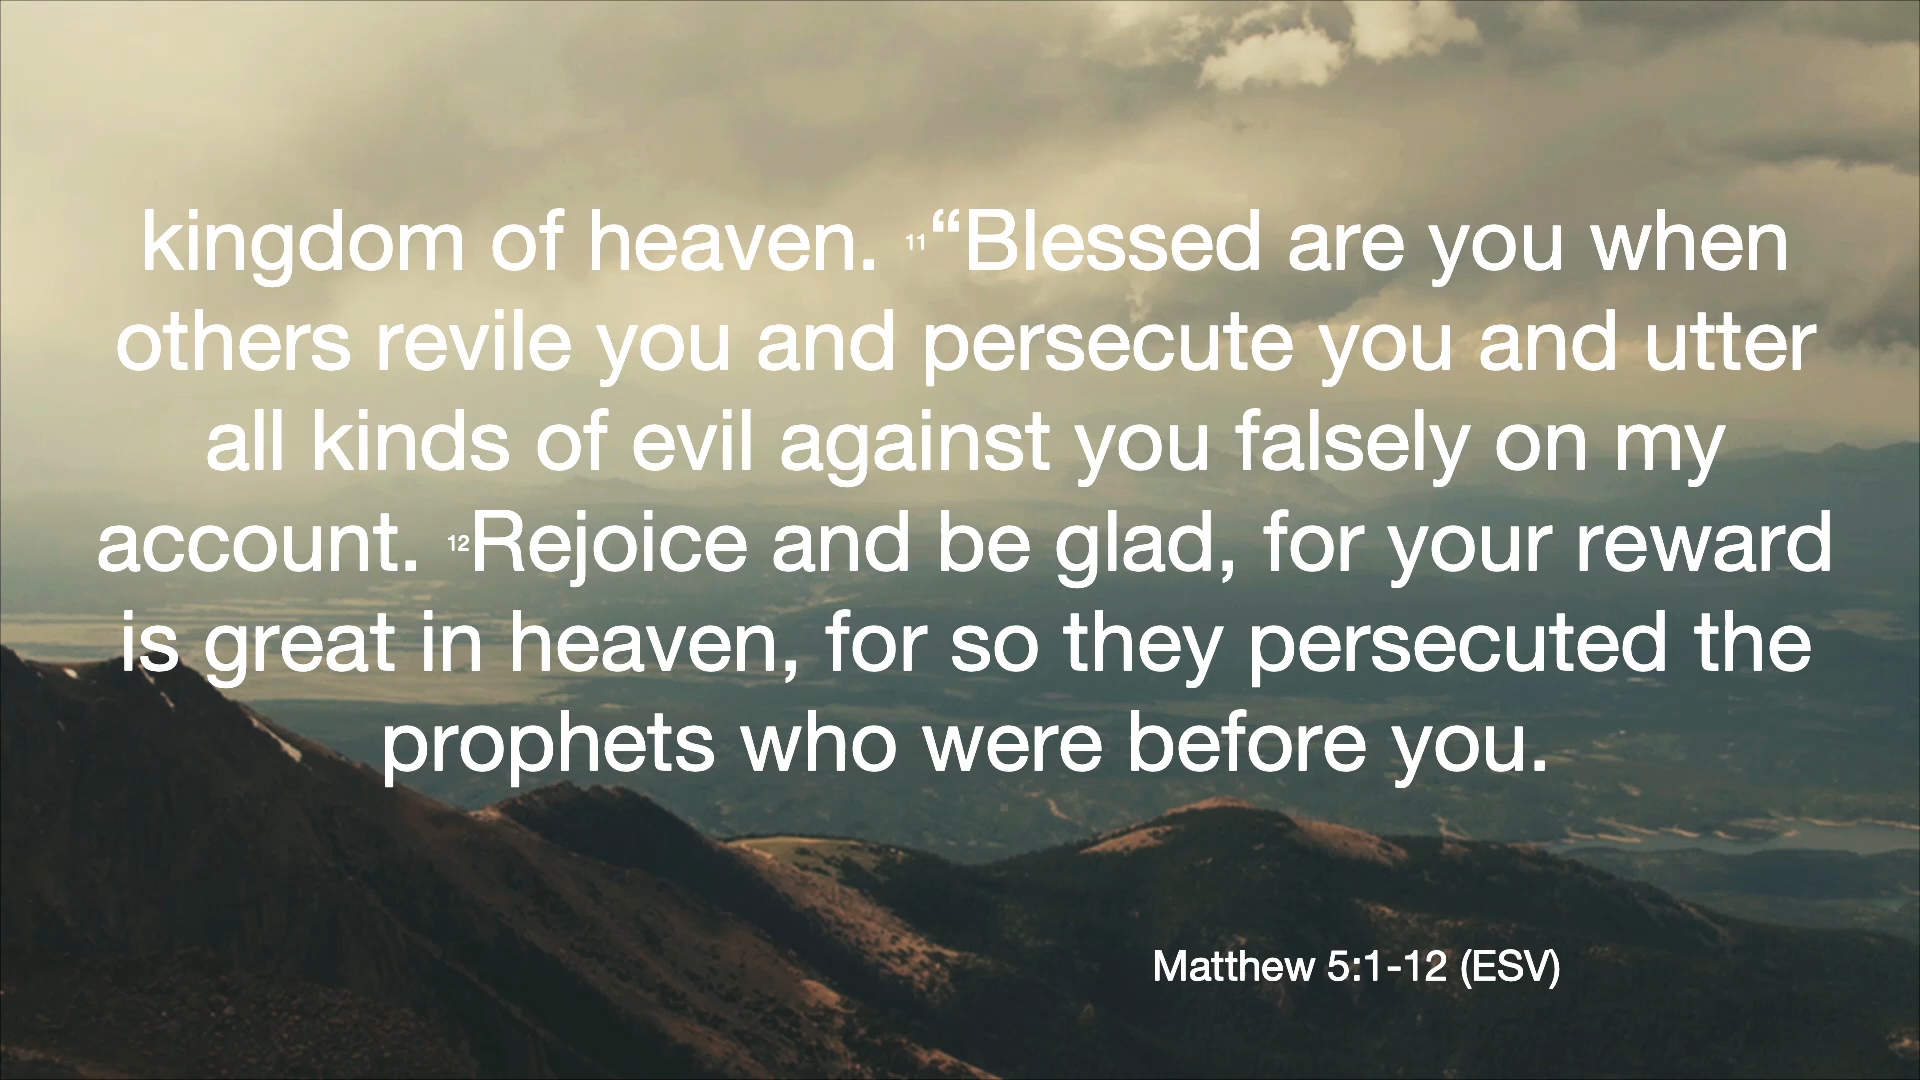 kingdom of heaven. 11“Blessed are you when
others revile you and persecute you and utter
all kinds of evil against you falsely on my
account. 12Rejoice and be glad, for your reward
is great in heaven, for so they persecuted the
prophets who were before you.
Matthew 5:1-12 (ESV)